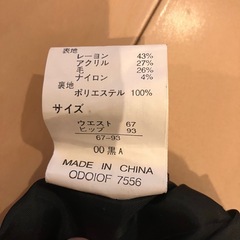 表地
レーヨン 43%
アクリル 27%
毛 26%
ナイロン 4%
裏地
ポリエステル 100%
サイズ
ウエスト 67
ヒップ 93
67-93
00 黒 A
MADE IN CHINA
ODOIOF 7556